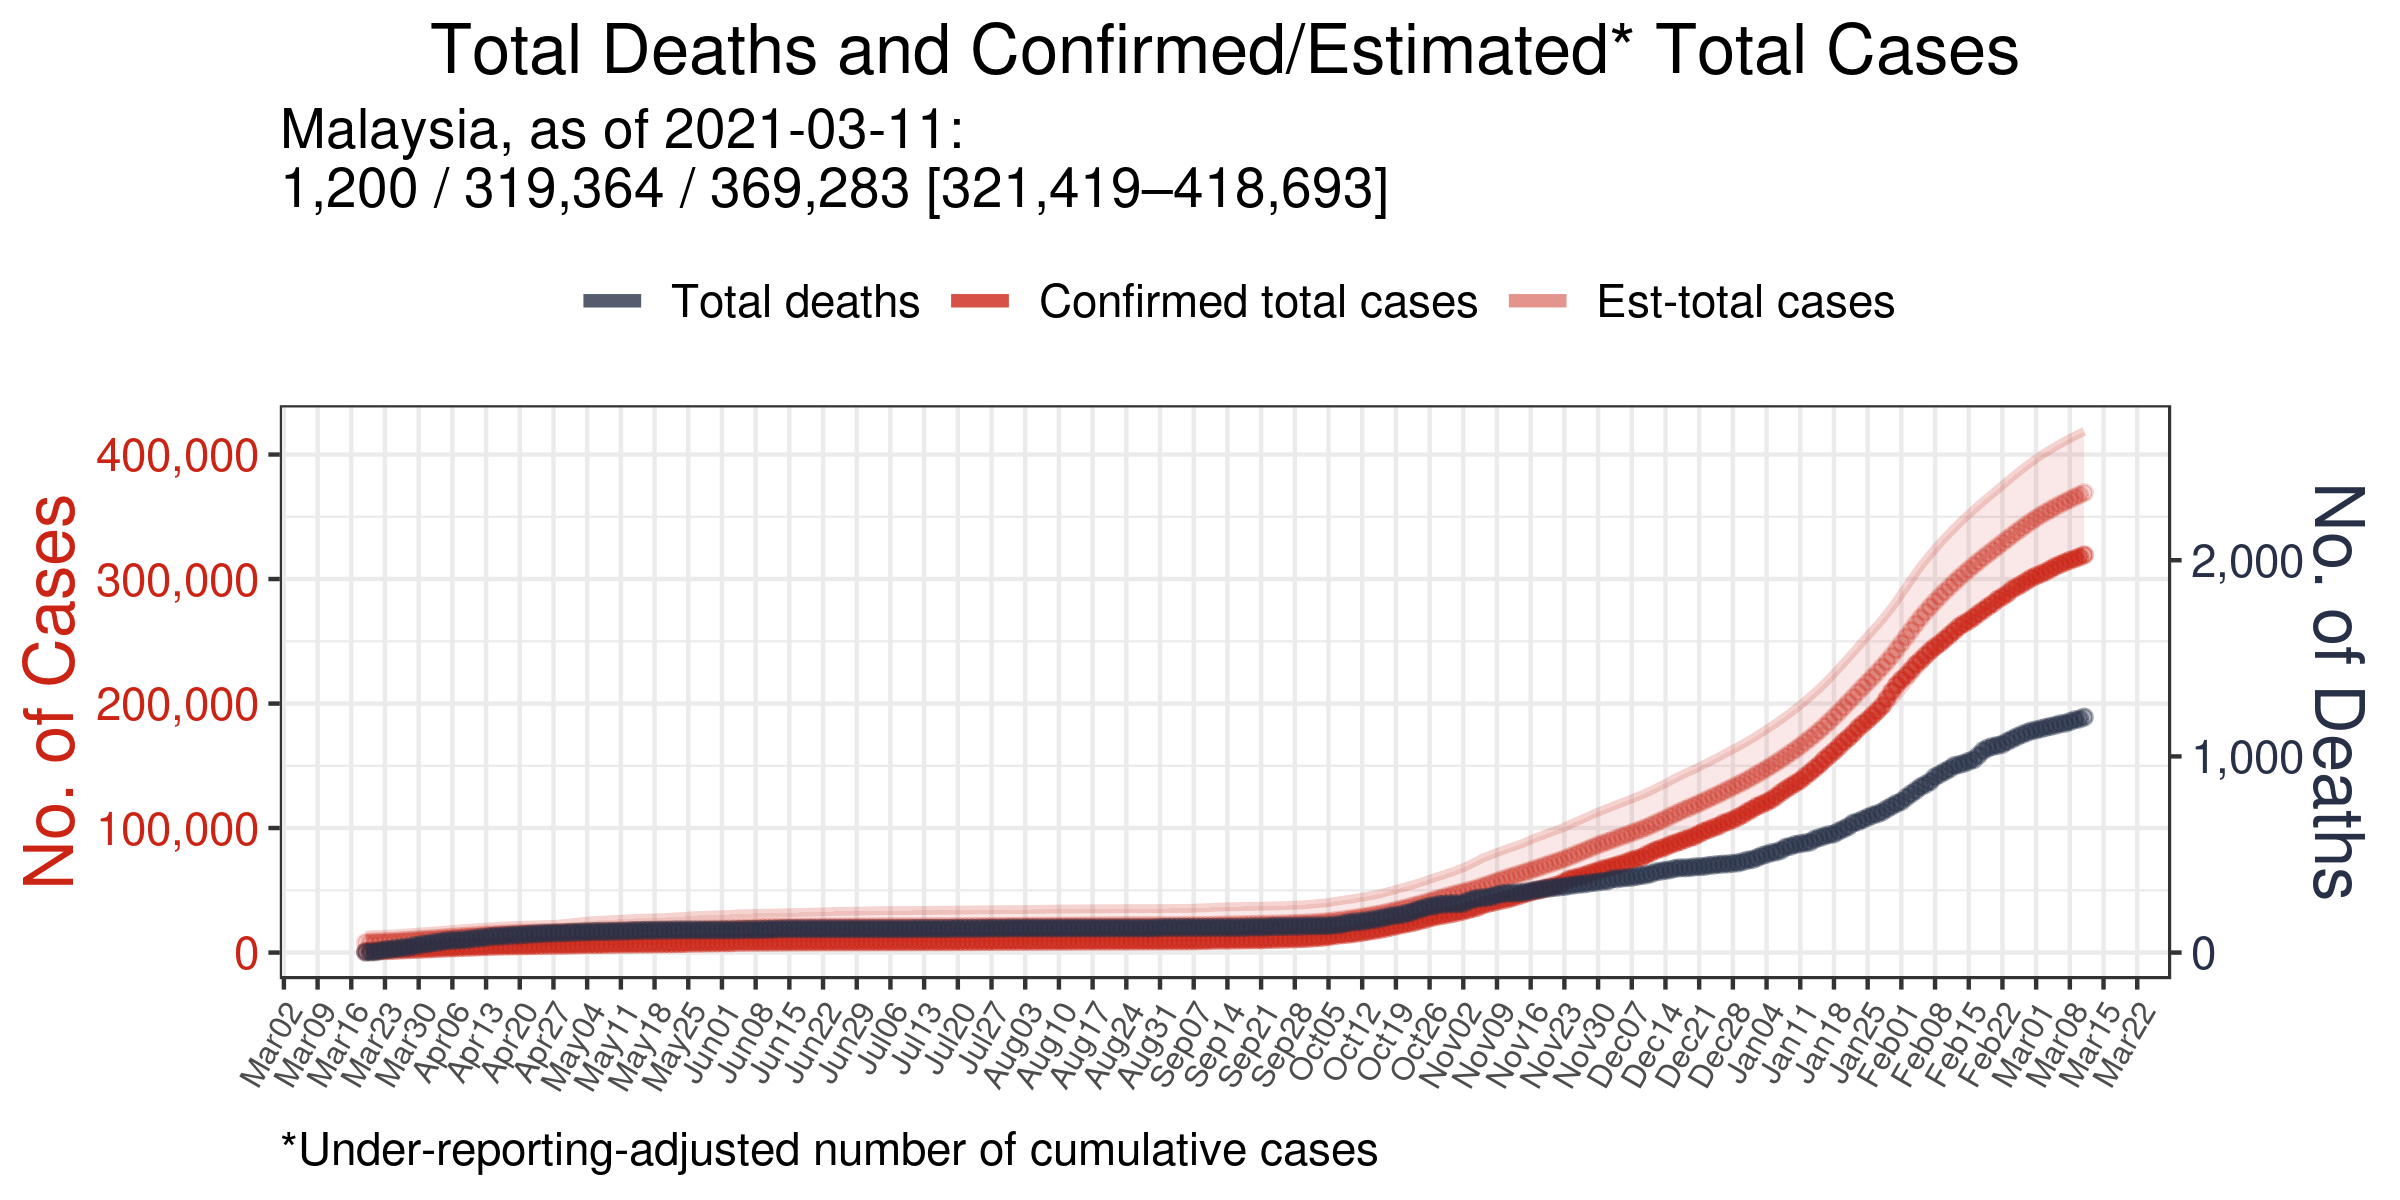 Total Deaths and Confirmed/Estimated* Total Cases
Malaysia, as of 2021-03-11:
1,200 / 319,364 / 369,283 [321,419–418,693]
Total deaths
Confirmed total cases
Est-total cases
No. of Cases
400,000
300,000
200,000
100,000
0
2,000
1,000
0
No. of Deaths
Mar02
Mar09
Mar16
Mar23
Mar30
Apr06
Apr13
Apr20
Apr27
May04
May11
May18
May25
Jun01
Jun08
Jun15
Jun22
Jun29
Jul06
Jul13
Jul20
Jul27
Aug03
Aug10
Aug17
Aug24
Aug31
Sep07
Sep14
Sep21
Sep28
Oct05
Oct12
Oct19
Oct26
Nov02
Nov09
Nov16
Nov23
Nov30
Dec07
Dec14
Dec21
Dec28
Jan04
Jan11
Jan18
Jan25
Feb01
Feb08
Feb15
Feb22
Mar01
Mar08
Mar15
Mar22
*Under-reporting-adjusted number of cumulative cases